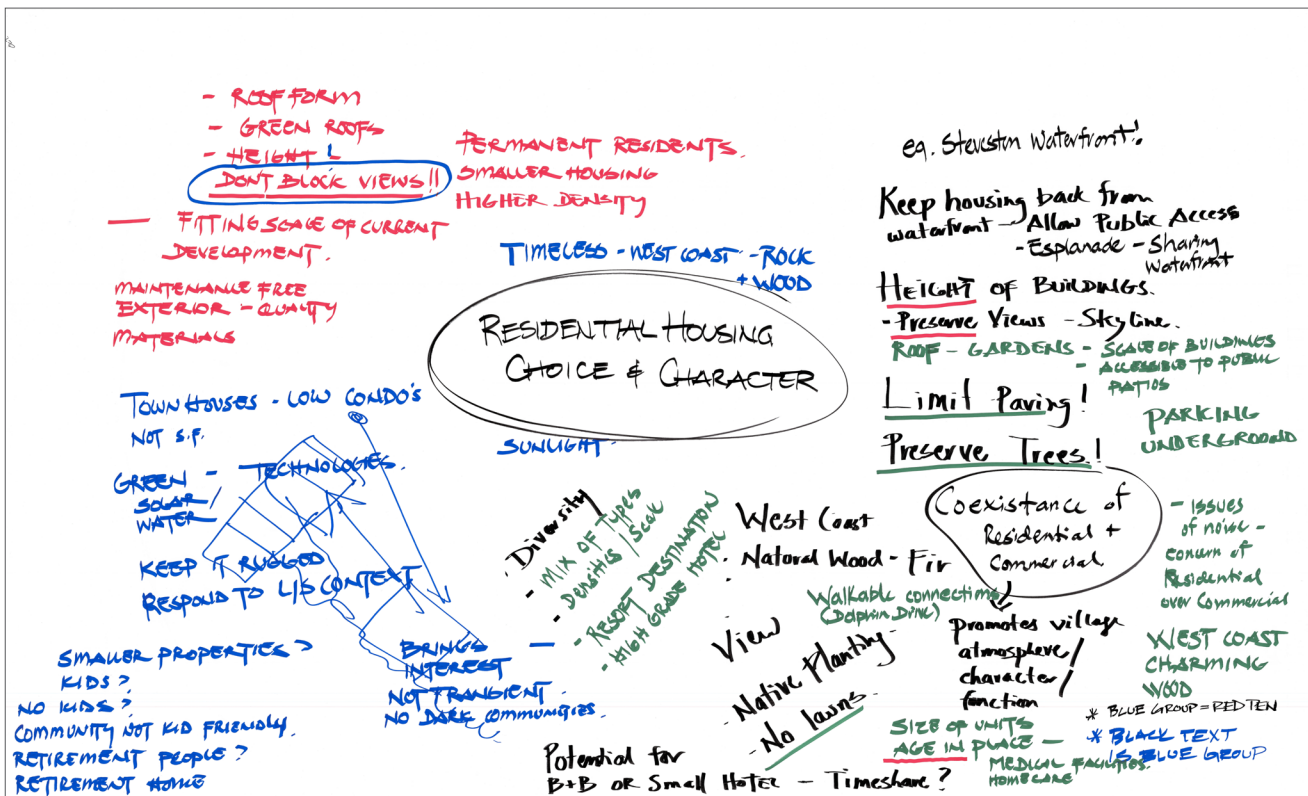 - ROOF FORM
- GREEN ROOFS
- HEIGHT!
DON'T BLOCK VIEWS!!
— FITTING SCALE OF CURRENT
DEVELOPMENT.
MAINTENANCE FREE
EXTERIOR - QUALITY
MATERIALS
PERMANENT RESIDENTS.
SMALLER HOUSING
HIGHER DENSITY
TIMELESS - WEST COAST - ROCK
+ WOOD
RESIDENTIAL HOUSING
CHOICE & CHARACTER
SUNLIGHT
TOWNHOUSES - LOW CONDO'S
NOT S.F.
GREEN - TECHNOLOGIES.
SOLAR/
WATER/
KEEP IT RUGGED
RESPOND TO L/S CONTEXT
SMALLER PROPERTIES?
KIDS?
NO KIDS?
COMMUNITY NOT KID FRIENDLY.
RETIREMENT PEOPLE?
RETIREMENT HOME
BRINGS —
INTEREST
NOT TRANSIENT.
NO DARK COMMUNITIES.
. Diversity
- MIX OF TYPES
- Densities / Scale
- RESORT DESTINATION
- HIGH GRADE HOTEL
West Coast
. Natural Wood - Fir
Walkable connections
(Dolphin Drive)
View
. Native Planting
- No lawns.
Potential for
B+B OR Small HOTEL - Timeshare?
eg. Steveston Waterfront!
Keep housing back from
waterfront - Allow Public Access
- Esplanade - Sharing
Waterfront
HEIGHT OF BUILDINGS.
- Preserve Views - Skyline.
ROOF - GARDENS - SCALE OF BUILDINGS
- ACCESSIBLE TO PUBLIC
PATIOS
Limit Paving!
PARKING
UNDERGROUND
Preserve Trees!
Coexistance of
Residential +
Commercial
- Issues
of noise -
concern of
Residential
over Commercial
promotes village
atmosphere/
character/
function
WEST COAST
CHARMING
WOOD
SIZE OF UNITS
AGE IN PLACE -
MEDICAL FACILITIES.
HOMECARE
* BLUE GROUP = RED TEN
* BLACK TEXT
IS BLUE GROUP